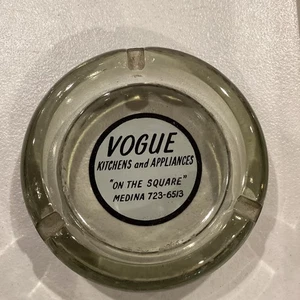 VOGUE
KITCHENS and APPLIANCES
"ON THE SQUARE"
MEDINA 723-6513